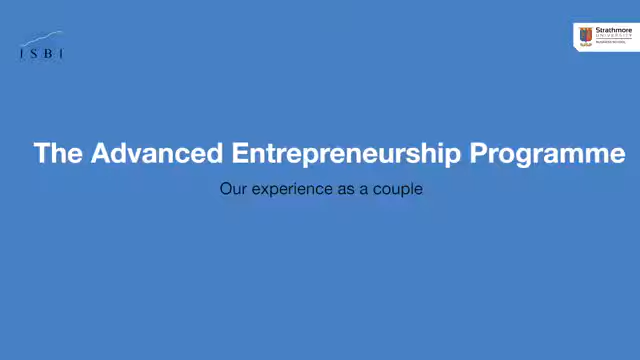 ISBI
Strathmore
UNIVERSITY
The Advanced Entrepreneurship Programme
Our experience as a couple